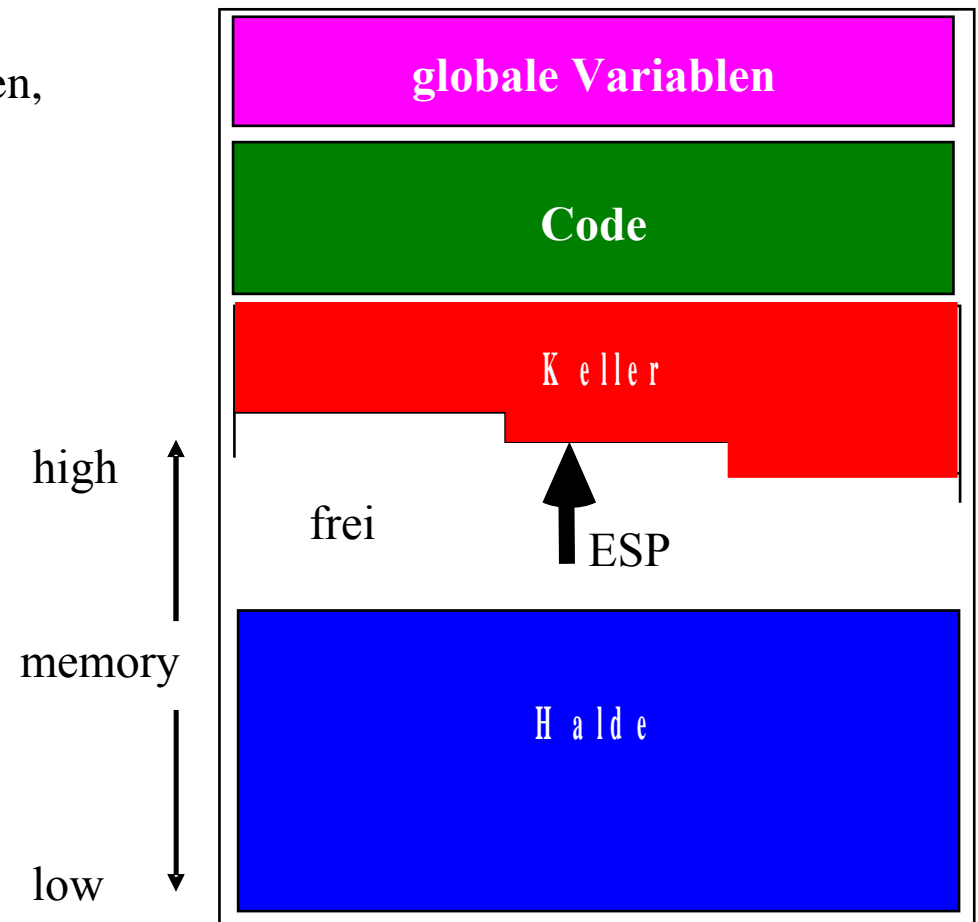 en,
globale Variablen
Code
Keller
high
frei
ESP
memory
Halde
low